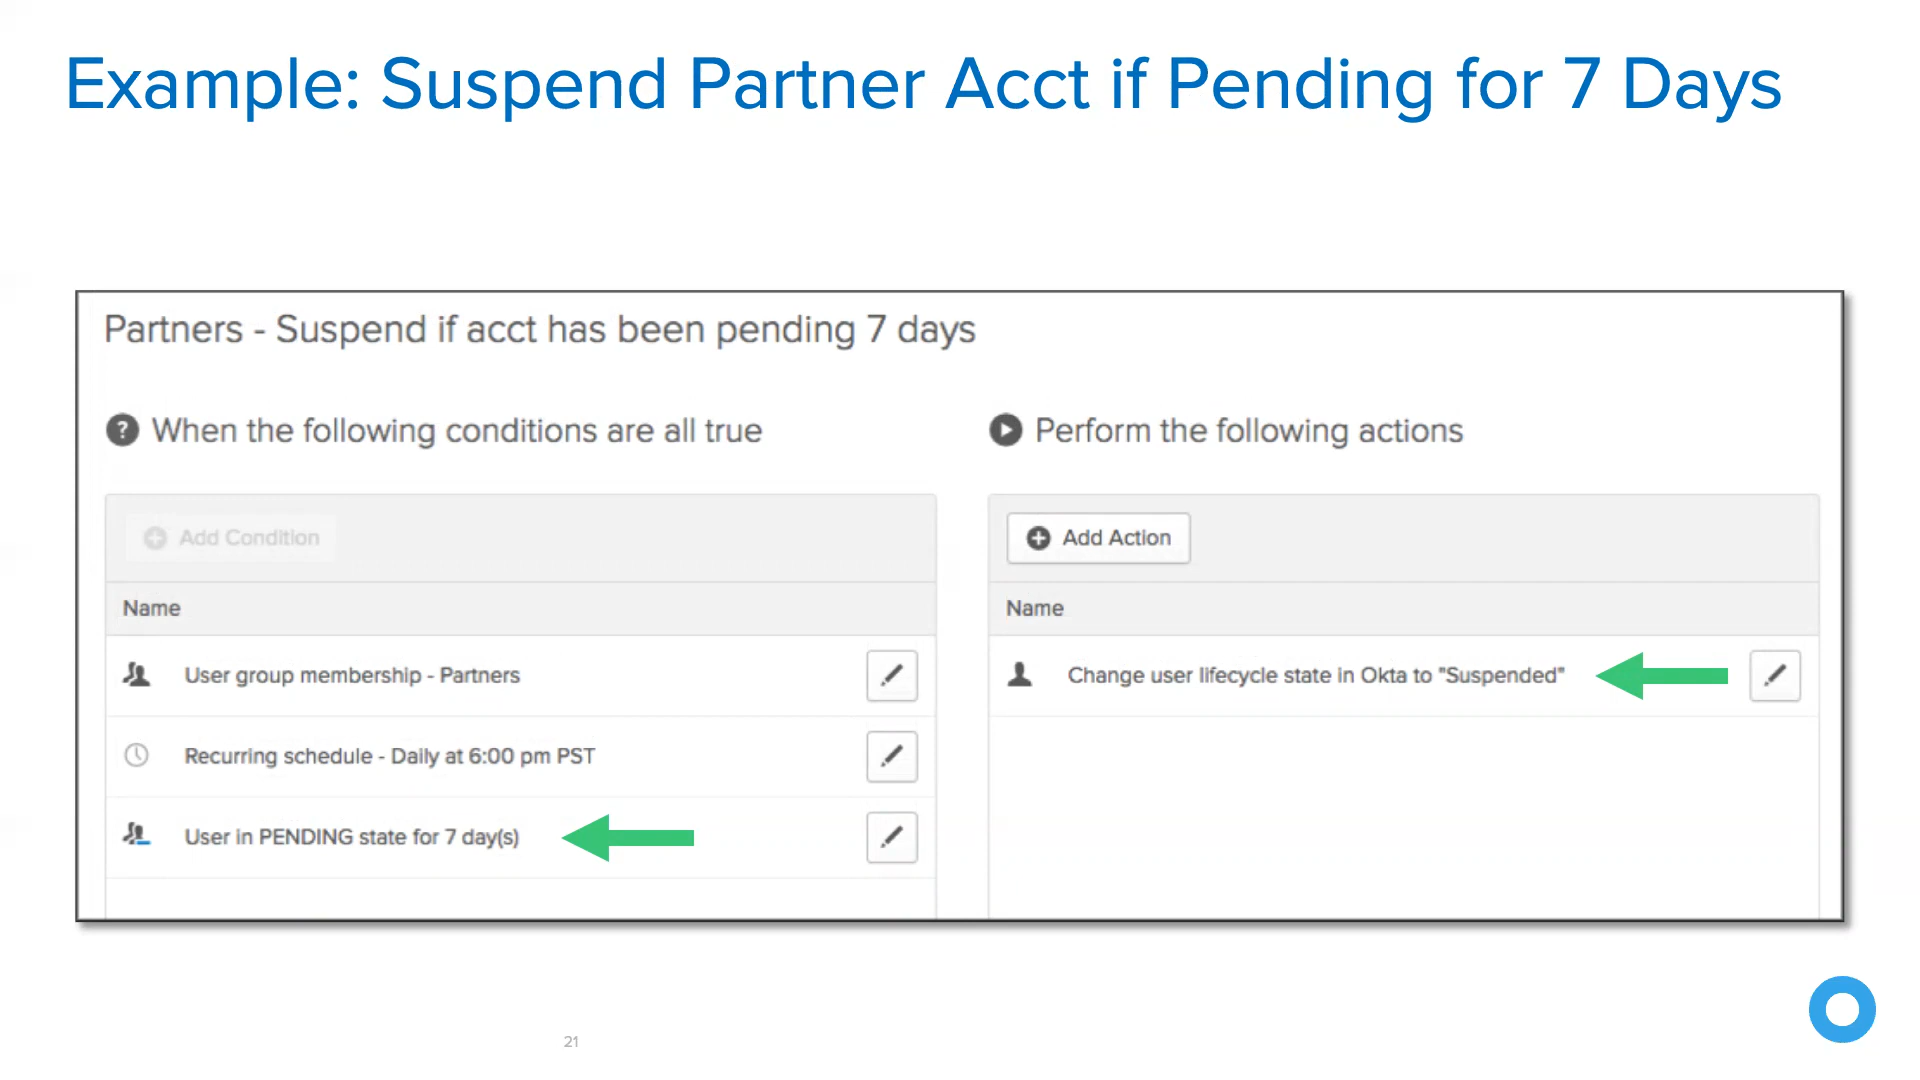 Example: Suspend Partner Acct if Pending for 7 Days
Partners - Suspend if acct has been pending 7 days
When the following conditions are all true
Add Condition
Name
User group membership - Partners
Recurring schedule - Daily at 6:00 pm PST
User in PENDING state for 7 day(s)
Perform the following actions
Add Action
Name
Change user lifecycle state in Okta to "Suspended"
21